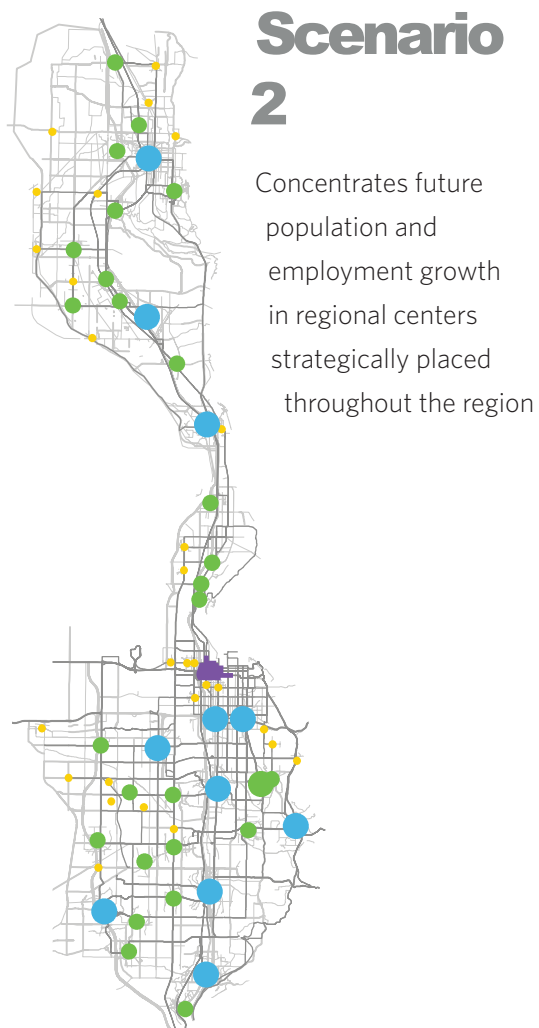 Scenario
2
Concentrates future
population and
employment growth
in regional centers
strategically placed
throughout the region